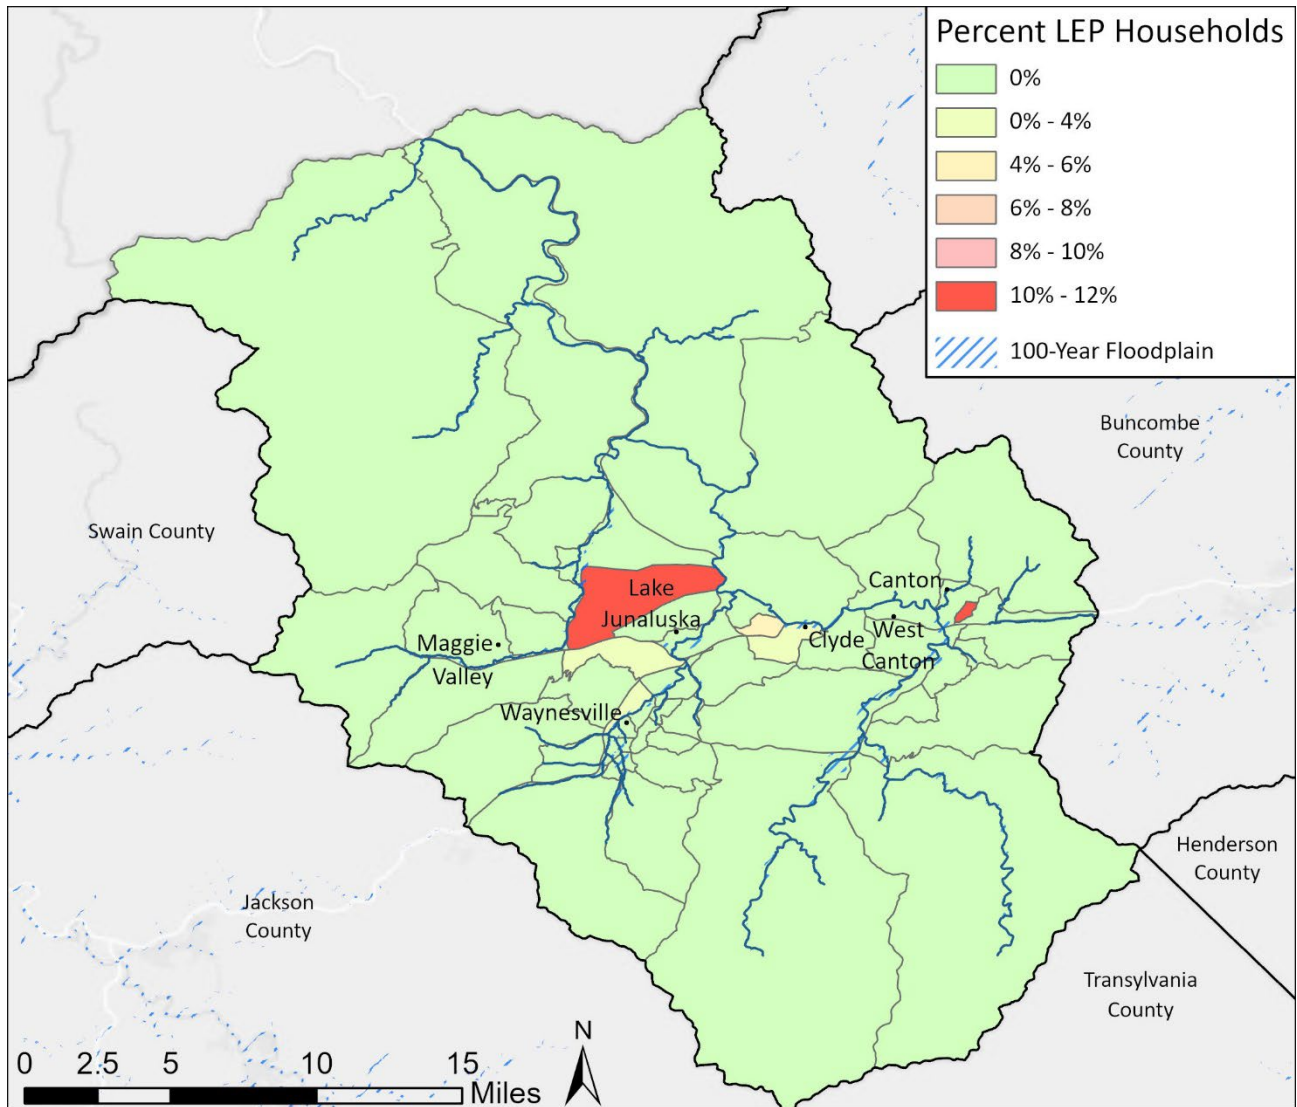 Percent LEP Households
0%
0% - 4%
4% - 6%
6% - 8%
8% - 10%
10% - 12%
100-Year Floodplain
Buncombe
County
Swain County
Canton
Lake
Junaluska
Clyde
West
Canton
Maggie
Valley
Waynesville
Henderson
County
Jackson
County
Transylvania
County
N
0 2.5 5 10 15
Miles